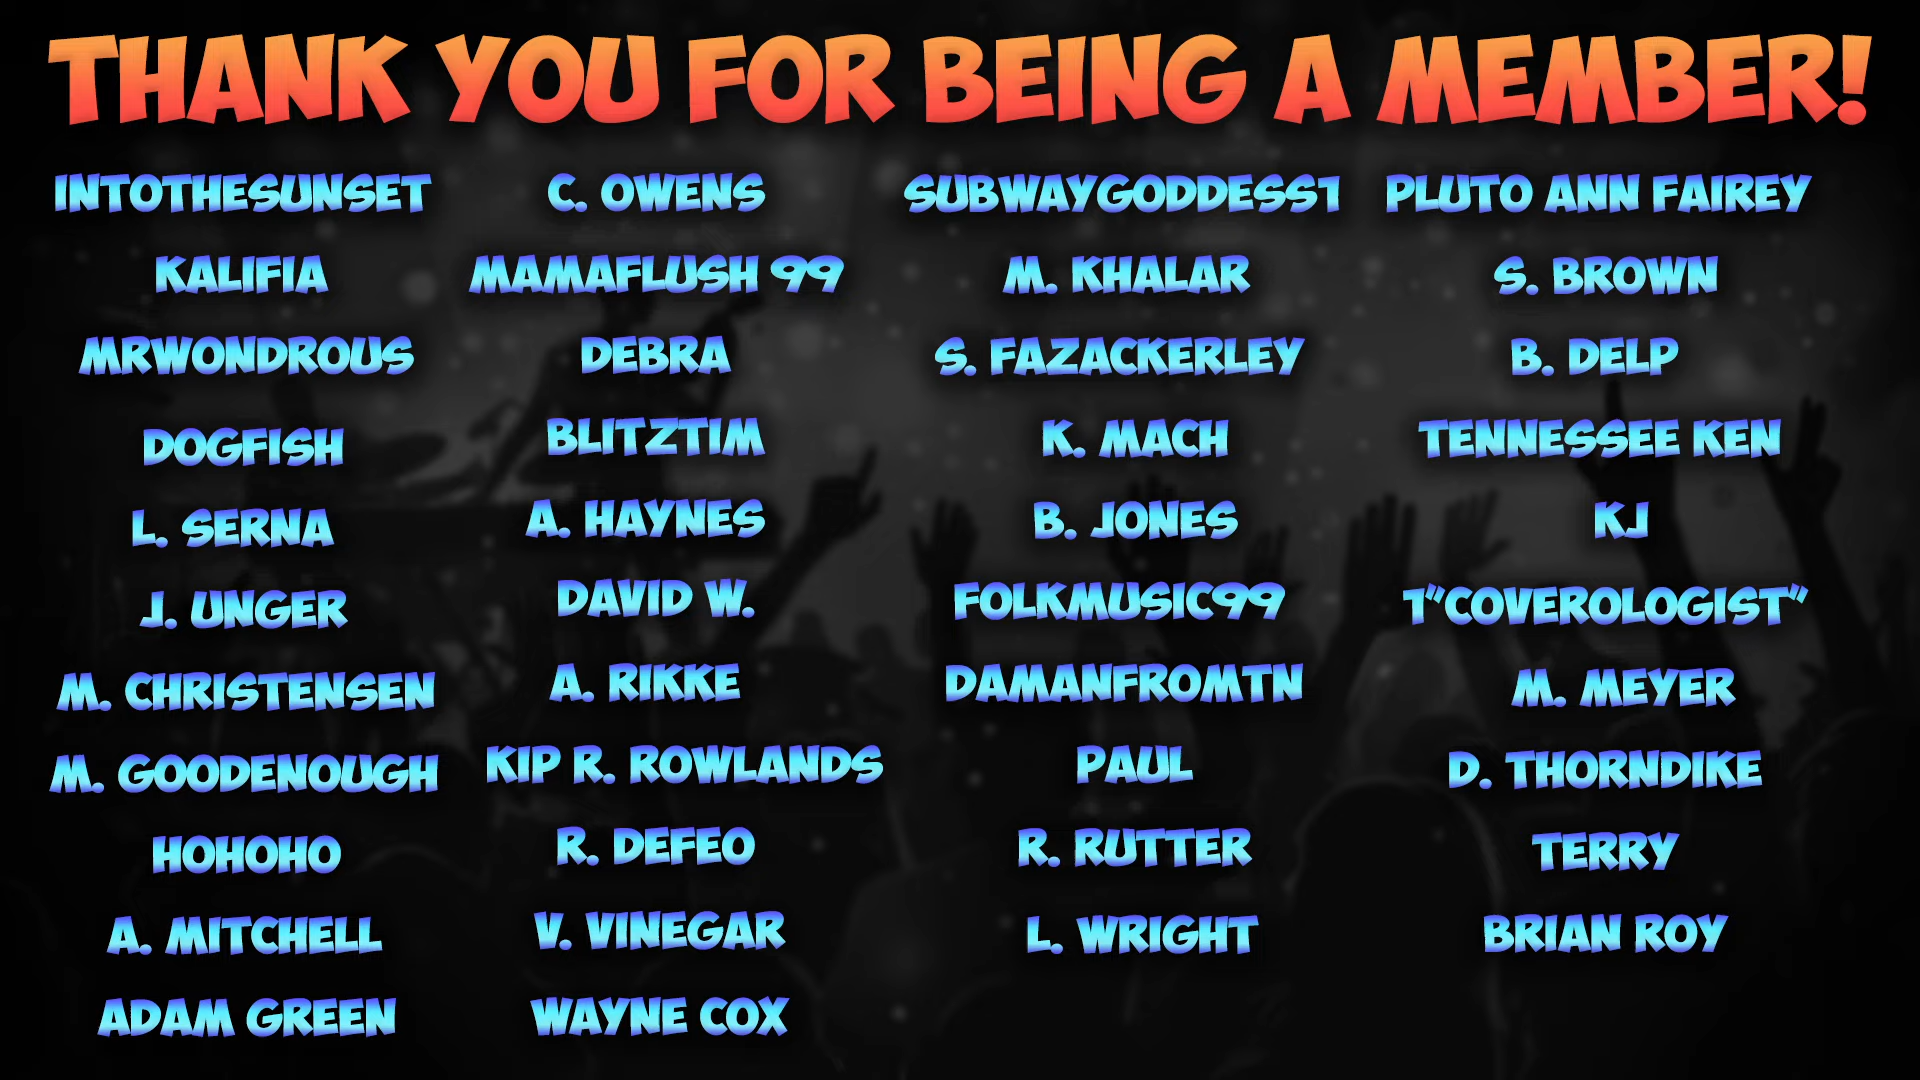 THANK YOU FOR BEING A MEMBER!
INTOTHESUNSET
KALIFIA
MRWONDROUS
DOGFISH
L. SERNA
J. UNGER
M. CHRISTENSEN
M. GOODENOUGH
HOHOHO
A. MITCHELL
ADAM GREEN
C. OWENS
MAMAFLUSH 99
DEBRA
BLITZTIM
A. HAYNES
DAVID W.
A. RIKKE
KIP R. ROWLANDS
R. DEFEO
V. VINEGAR
WAYNE COX
SUBWAYGODDESS1
M. KHALAR
S. FAZACKERLEY
K. MACH
B. JONES
FOLKMUSIC99
DAMANFROMTN
PAUL
R. RUTTER
L. WRIGHT
PLUTO ANN FAIREY
S. BROWN
B. DELP
TENNESSEE KEN
KJ
1"COVEROLOGIST"
M. MEYER
D. THORNDIKE
TERRY
BRIAN ROY